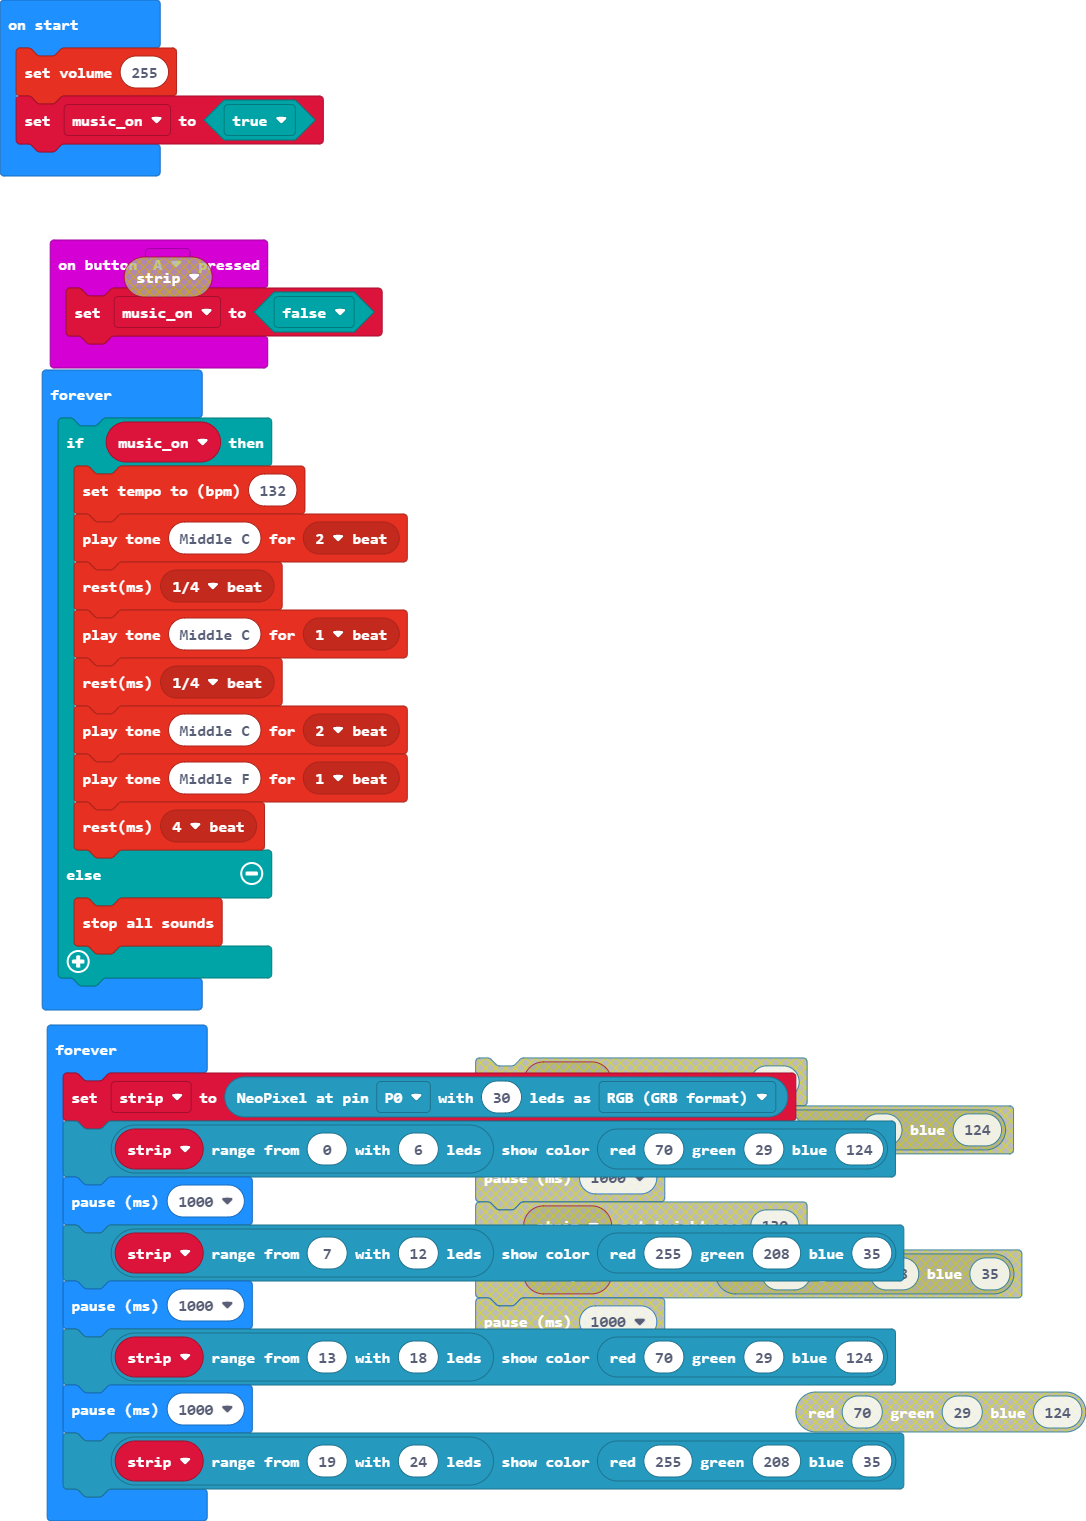 on start
set volume 255
set music_on to true
on button A pressed
strip
set music_on to false
forever
if music_on then
set tempo to (bpm) 132
play tone Middle C for 2 beat
rest(ms) 1/4 beat
play tone Middle C for 1 beat
rest(ms) 1/4 beat
play tone Middle C for 2 beat
play tone Middle F for 1 beat
rest(ms) 4 beat
else
stop all sounds
forever
set strip to NeoPixel at pin P0 with 30 leds as RGB (GRB format)
blue 124
strip range from 0 with 6 leds show color red 70 green 29 blue 124
pause (ms) 1000
pause (ms) 1000
strip range from 7 with 12 leds show color red 255 green 208 blue 35
blue 35
pause (ms) 1000
pause (ms) 1000
strip range from 13 with 18 leds show color red 70 green 29 blue 124
pause (ms) 1000
red 70 green 29 blue 124
strip range from 19 with 24 leds show color red 255 green 208 blue 35